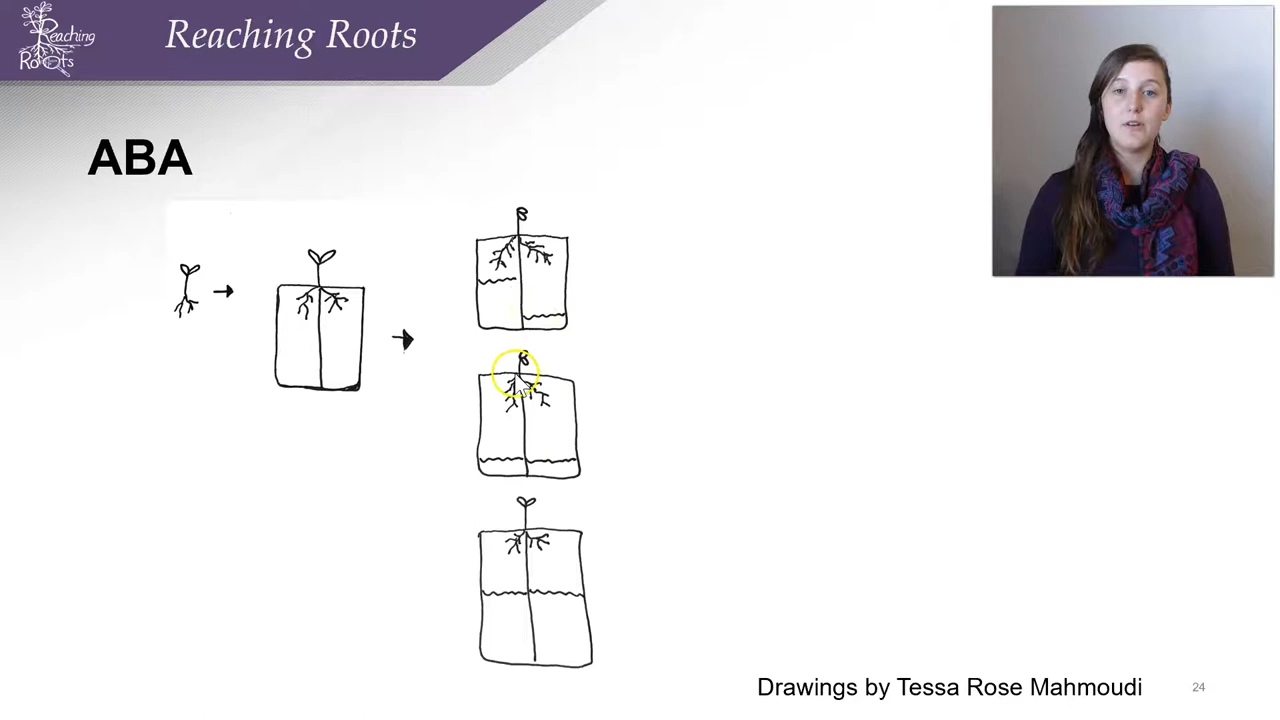 Reaching
Roots
Reaching Roots
ABA
Drawings by Tessa Rose Mahmoudi
24